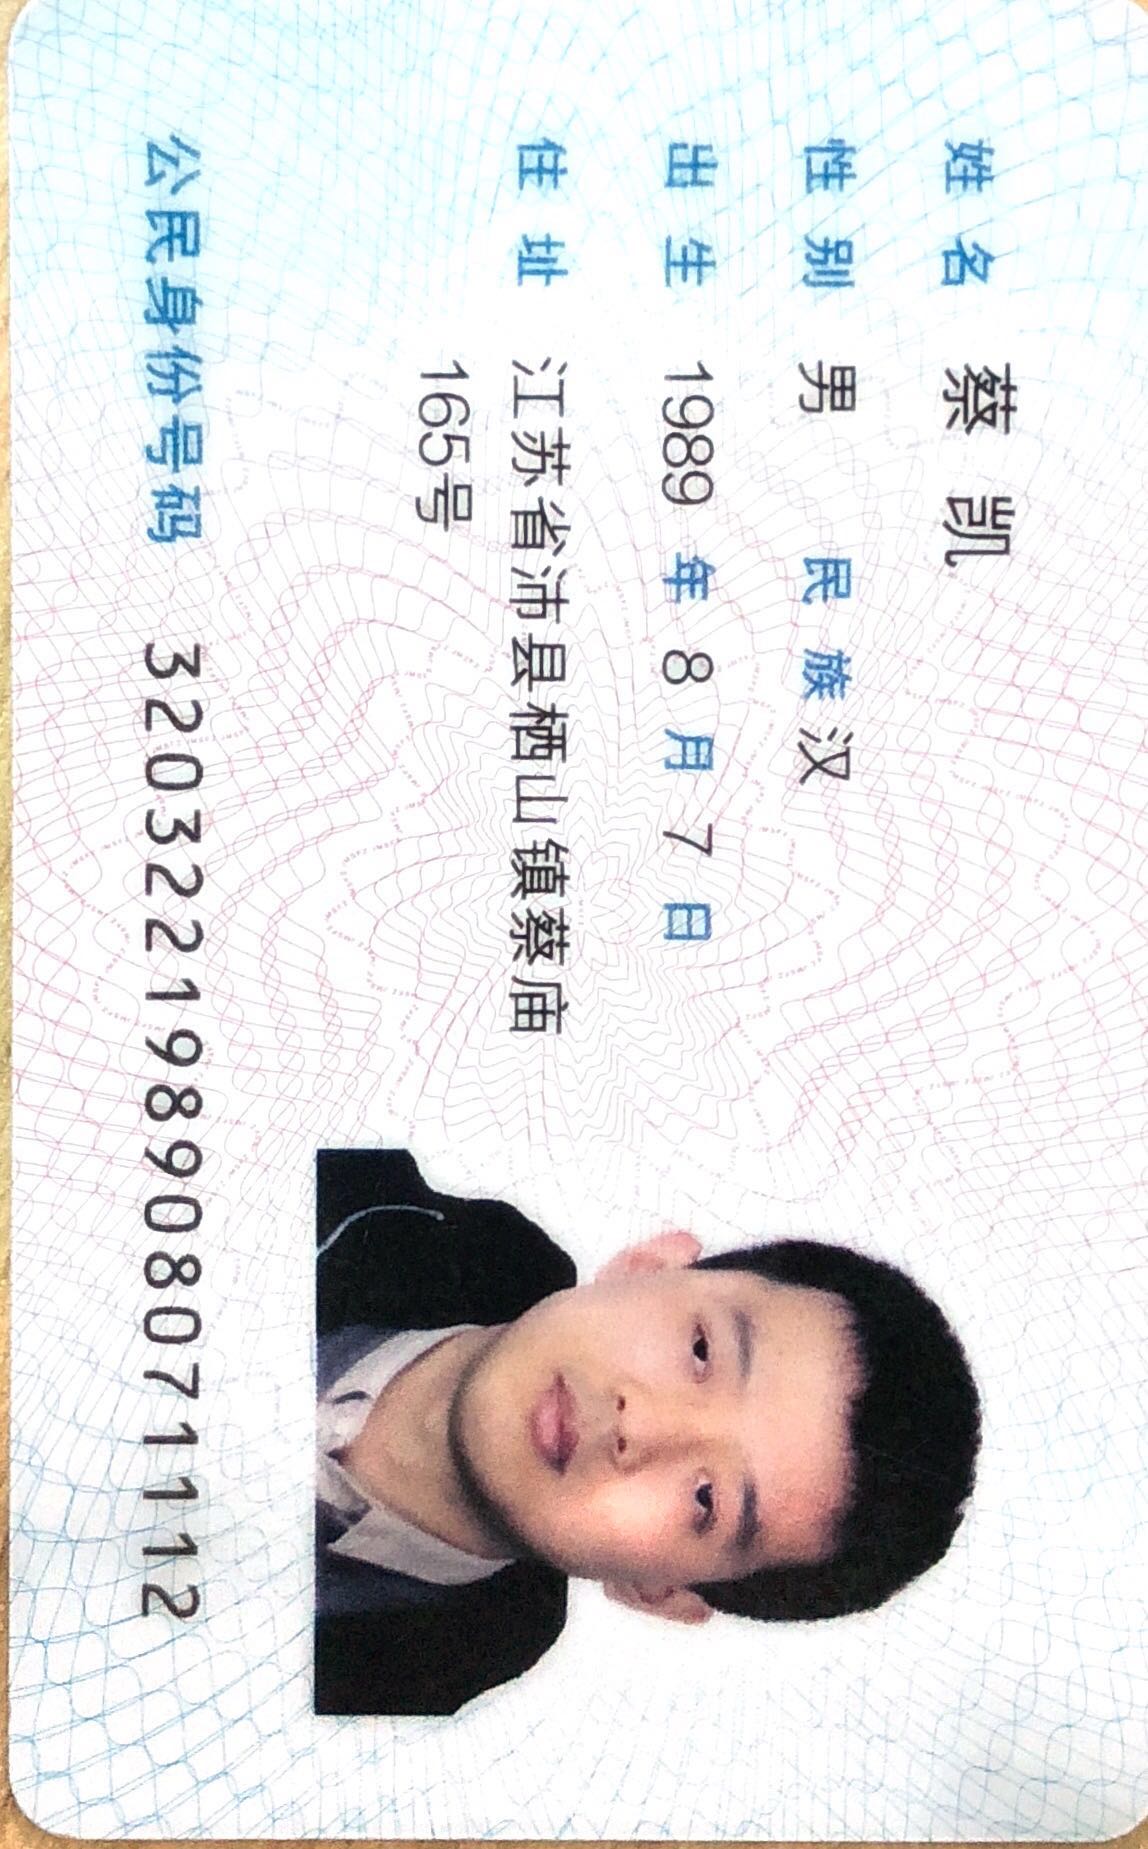 姓名 蔡凯
性别 男 民族 汉
出生 1989 年 8 月 7 日
住址 江苏省沛县栖山镇蔡庙
165号
公民身份号码 320322198908071112